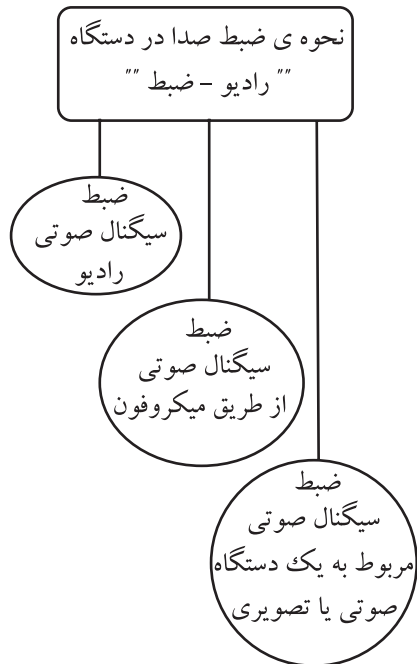 نحوه ی ضبط صدا در دستگاه
"" رادیو – ضبط ""
ضبط
سیگنال صوتی
رادیو
ضبط
سیگنال صوتی
از طریق میکروفون
ضبط
سیگنال صوتی
مربوط به یک دستگاه
صوتی یا تصویری